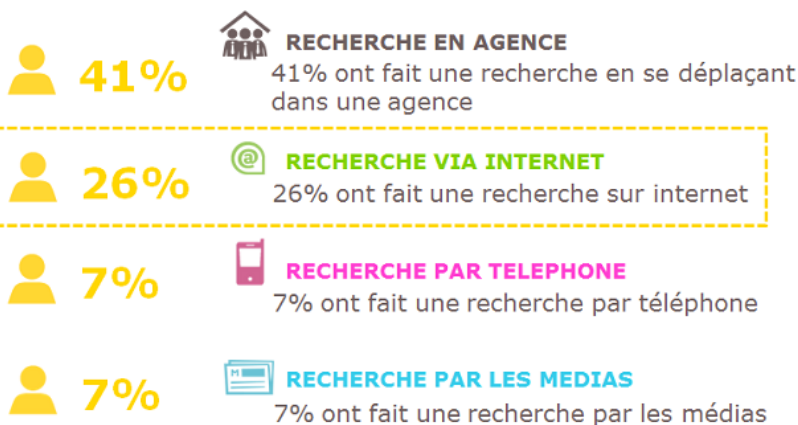 41%
RECHERCHE EN AGENCE
41% ont fait une recherche en se déplaçant
dans une agence
@
26%
RECHERCHE VIA INTERNET
26% ont fait une recherche sur internet
7%
RECHERCHE PAR TELEPHONE
7% ont fait une recherche par téléphone
M
7%
RECHERCHE PAR LES MEDIAS
7% ont fait une recherche par les médias